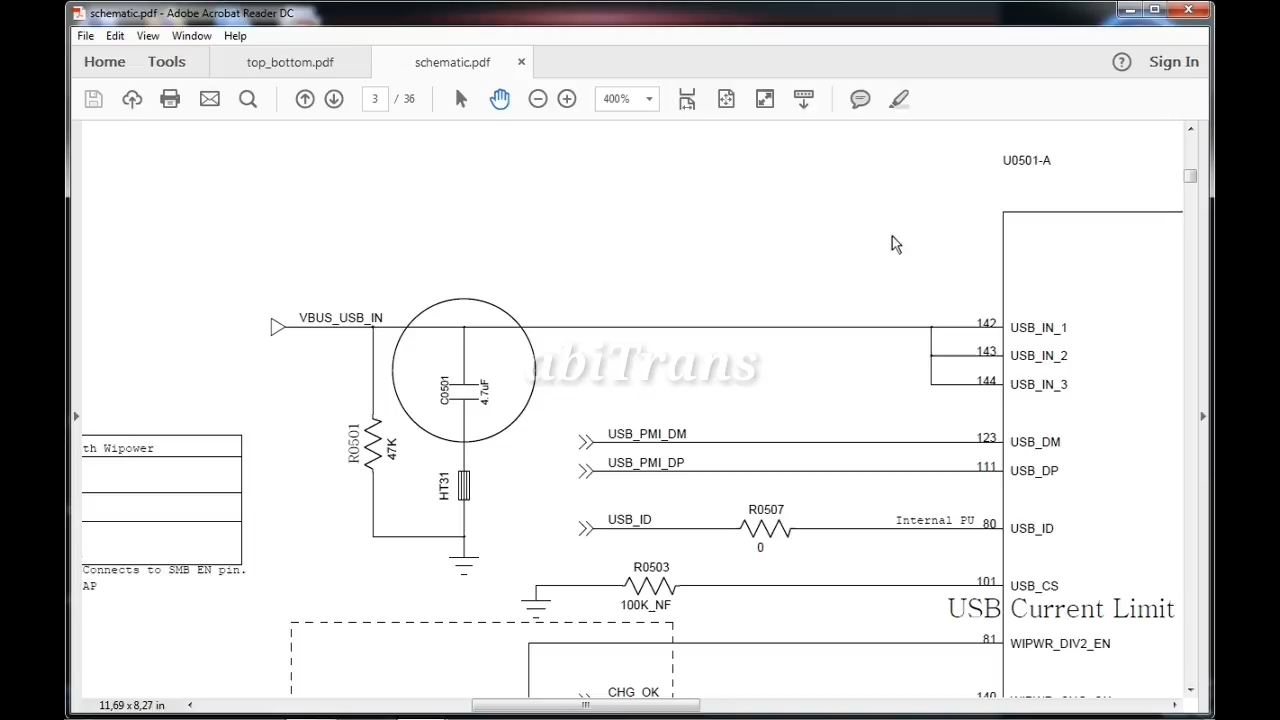 schematic.pdf - Adobe Acrobat Reader DC
File Edit View Window Help
Home Tools top_bottom.pdf schematic.pdf × ? Sign In
3 / 36 400%
U0501-A
VBUS_USB_IN
142 USB_IN_1
143 USB_IN_2
144 USB_IN_3
abiTrans
C0501 4.7uF
R0501 47K
HT31
USB_PMI_DM 123 USB_DM
USB_PMI_DP 111 USB_DP
th Wipower
USB_ID R0507 0 Internal PU 80 USB_ID
Connects to SMB EN pin.
AP
R0503 100K_NF 101 USB_CS
USB Current Limit
81 WIPWR_DIV2_EN
CHG_OK
11,69 x 8,27 in